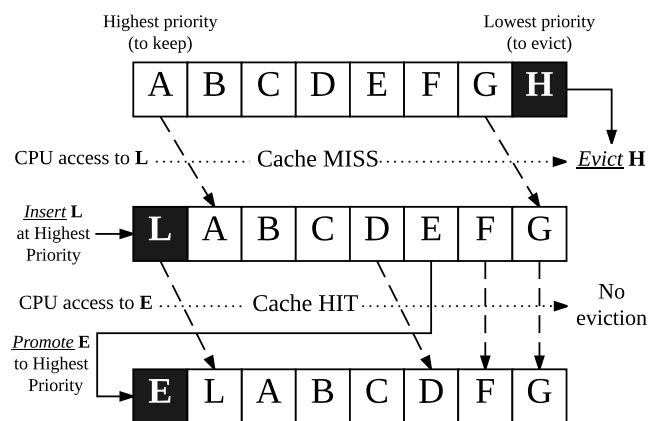 Highest priority
(to keep)
Lowest priority
(to evict)
A B C D E F G H
CPU access to L
Cache MISS
Evict H
Insert L
at Highest
Priority
L A B C D E F G
CPU access to E
Cache HIT
No
eviction
Promote E
to Highest
Priority
E L A B C D F G